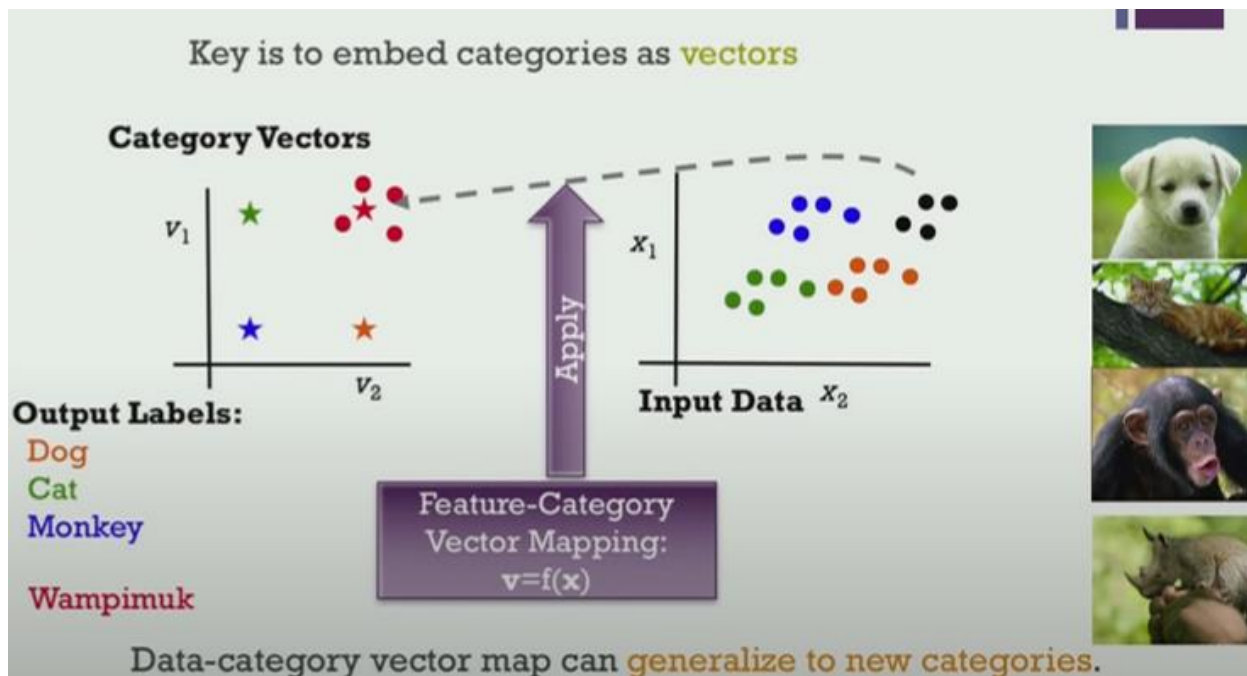 Key is to embed categories as vectors
Category Vectors
V₁
V₂
X₁
Input Data X₂
Apply
Feature-Category
Vector Mapping:
v=f(x)
Output Labels:
Dog
Cat
Monkey
Wampimuk
Data-category vector map can generalize to new categories.